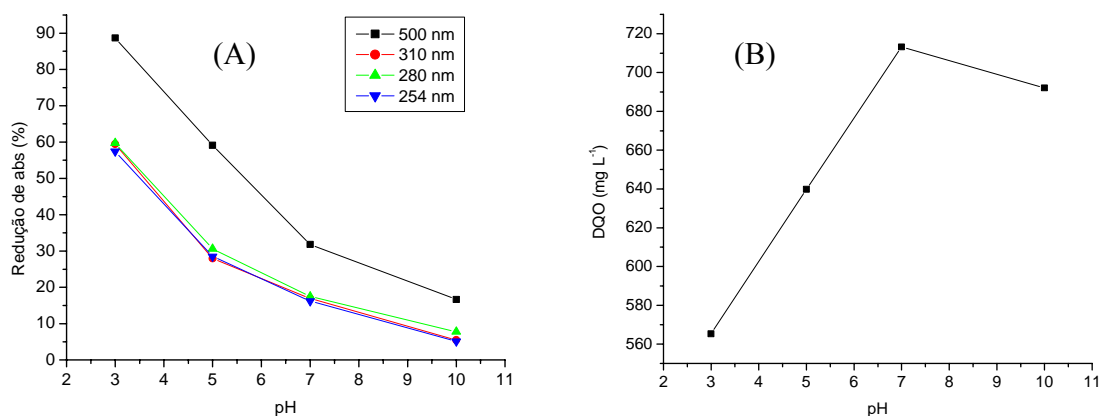 (A)
500 nm
310 nm
280 nm
254 nm
Redução de abs (%)
90
80
70
60
50
40
30
20
10
0
2 3 4 5 6 7 8 9 10 11
pH
(B)
DQO (mg L-1)
720
700
680
660
640
620
600
580
560
2 3 4 5 6 7 8 9 10 11
pH